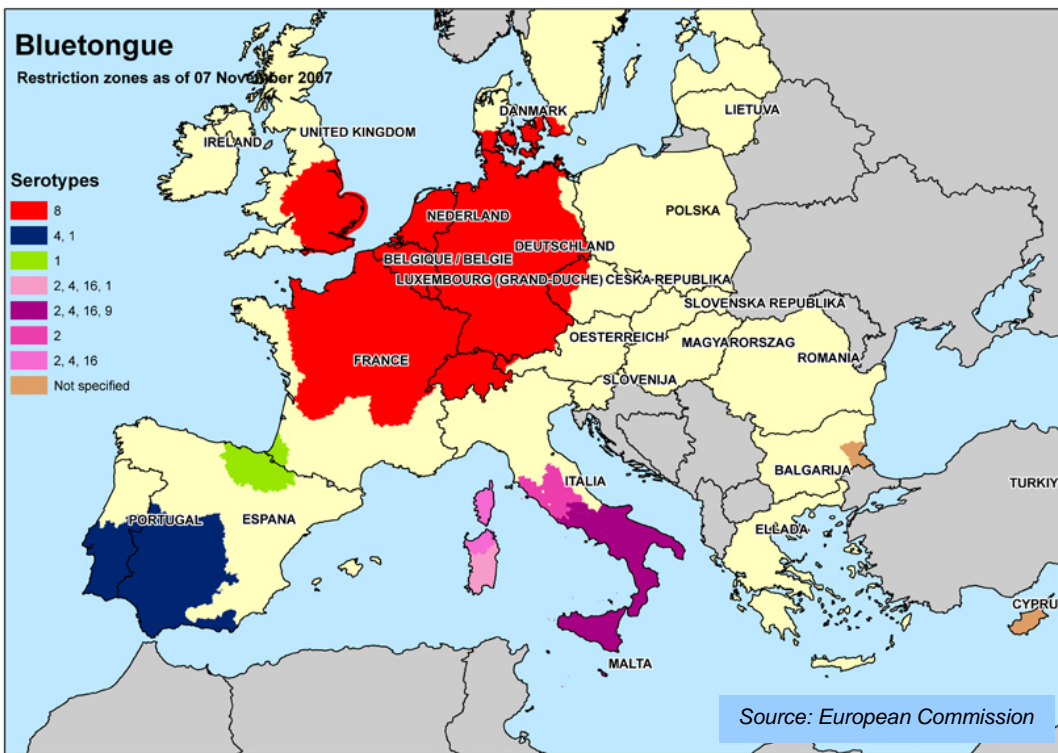 Bluetongue
Restriction zones as of 07 November 2007
DANMARK
LIETUVA
UNITED KINGDOM
IRELAND
Serotypes
8
4, 1
1
2, 4, 16, 1
2, 4, 16, 9
2
2, 4, 16
Not specified
NEDERLAND
POLSKA
DEUTSCHLAND
BELGIQUE / BELGIE
LUXEMBOURG (GRAND-DUCHE)
CESKA REPUBLIKA
SLOVENSKA REPUBLIKA
OESTERREICH
MAGYARORSZAG
ROMANIA
FRANCE
SLOVENIJA
BALGARIJA
ITALIA
TURKIY
PORTUGAL
ESPANA
ELLADA
CYPRU
MALTA
Source: European Commission